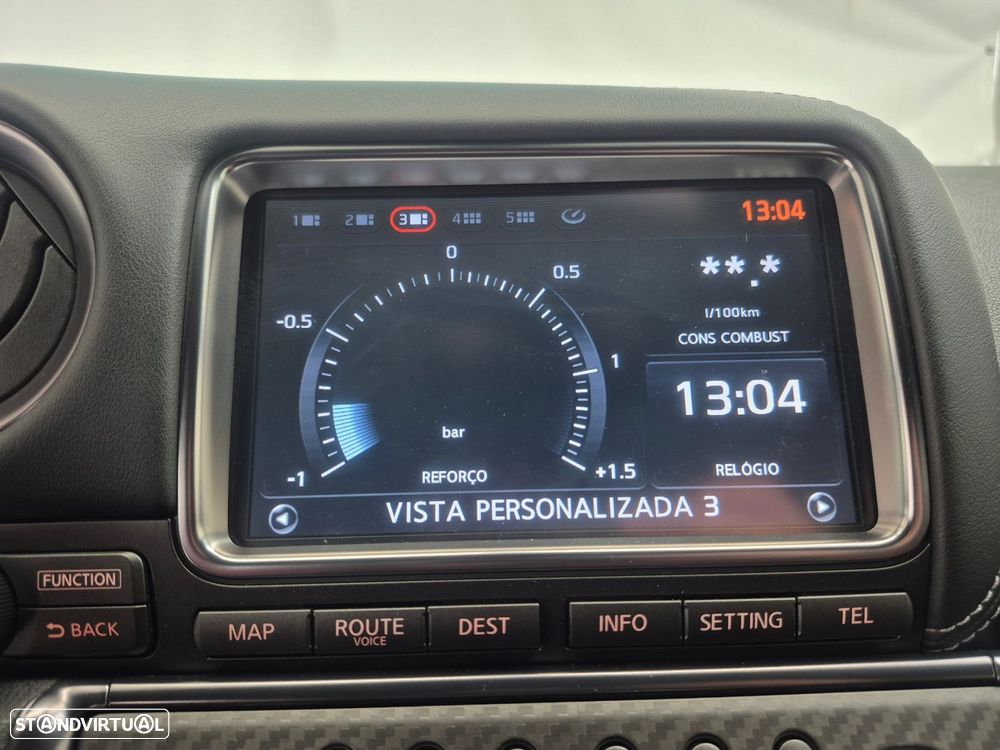 1 2 3 4 5 13:04
0
-0.5 0.5
1
-1 +1.5
bar
REFORÇO
**.*
l/100km
CONS COMBUST
13:04
RELÓGIO
VISTA PERSONALIZADA 3
FUNCTION
BACK
MAP
ROUTE
VOICE
DEST
INFO
SETTING
TEL
STANDVIRTUAL